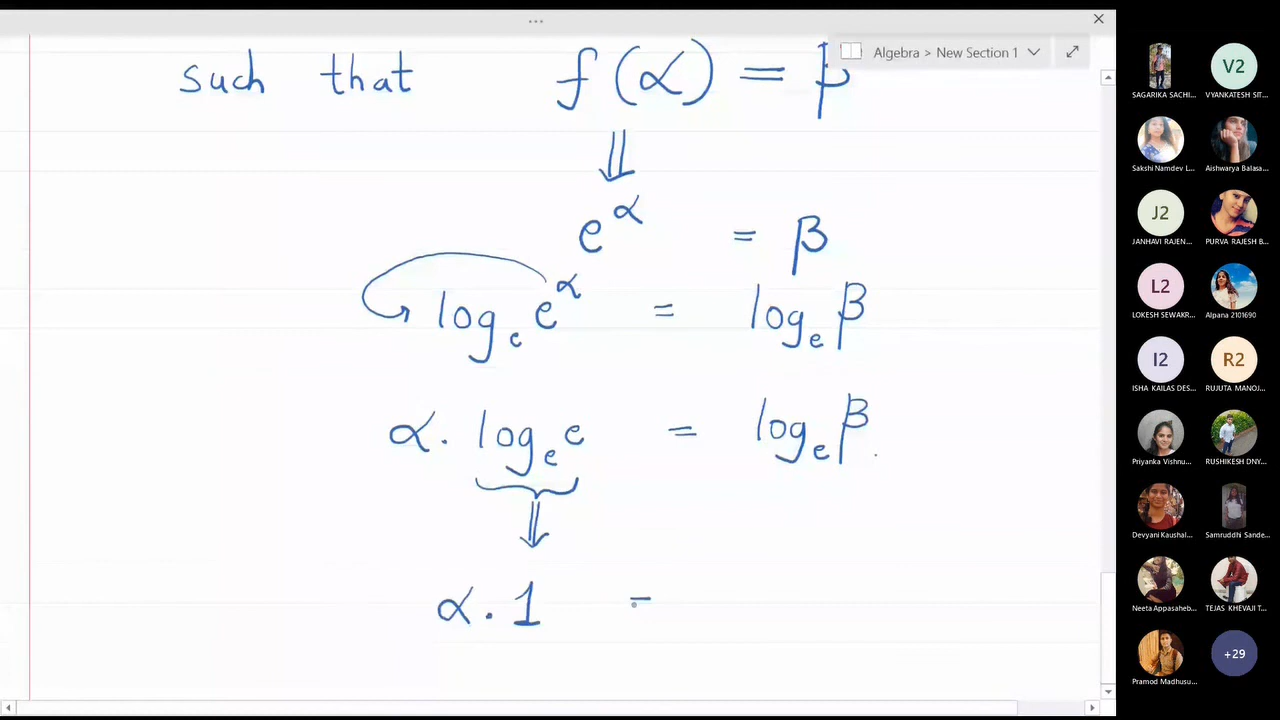 ...
Algebra > New Section 1
such that f(α) = β
⇓
e^α = β
log_e e^α = log_e β
α. log_e e = log_e β.
⇓
α. 1 =
SAGARIKA SACHI...
V2
VYANKATESH SIT...
Sakshi Namdev L...
Aishwarya Balasa...
J2
JANHAVI RAJEN...
PURVA RAJESH B...
L2
LOKESH SEWAKR...
Alpana 2101690
I2
ISHA KAILAS DES...
R2
RUJUTA MANOJ...
Priyanka Vishnu...
RUSHIKESH DNY...
Devyani Kaushal...
Samruddhi Sande...
Neeta Appasaheb...
TEJAS KHEVAJI T...
Pramod Madhusu...
+29